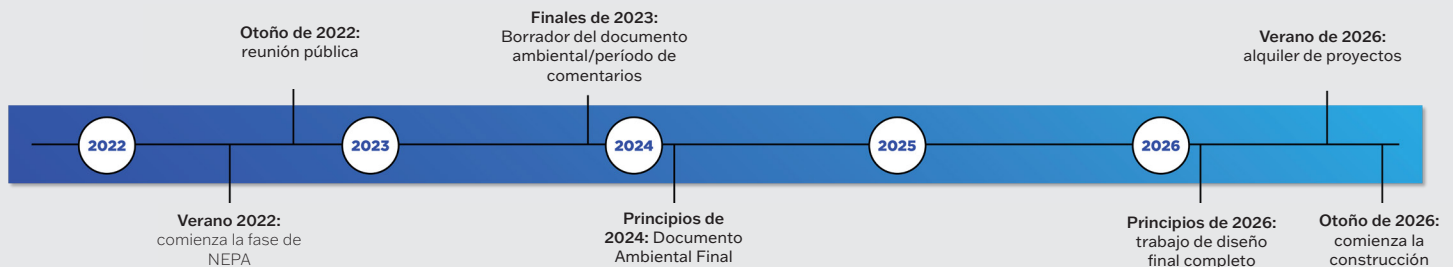 Otoño de 2022:
reunión pública
Finales de 2023:
Borrador del documento
ambiental/período de
comentarios
Verano de 2026:
alquiler de proyectos
2022
2023
2024
2025
2026
Verano 2022:
comienza la fase de
NEPA
Principios de
2024: Documento
Ambiental Final
Principios de 2026:
trabajo de diseño
final completo
Otoño de 2026:
comienza la
construcción